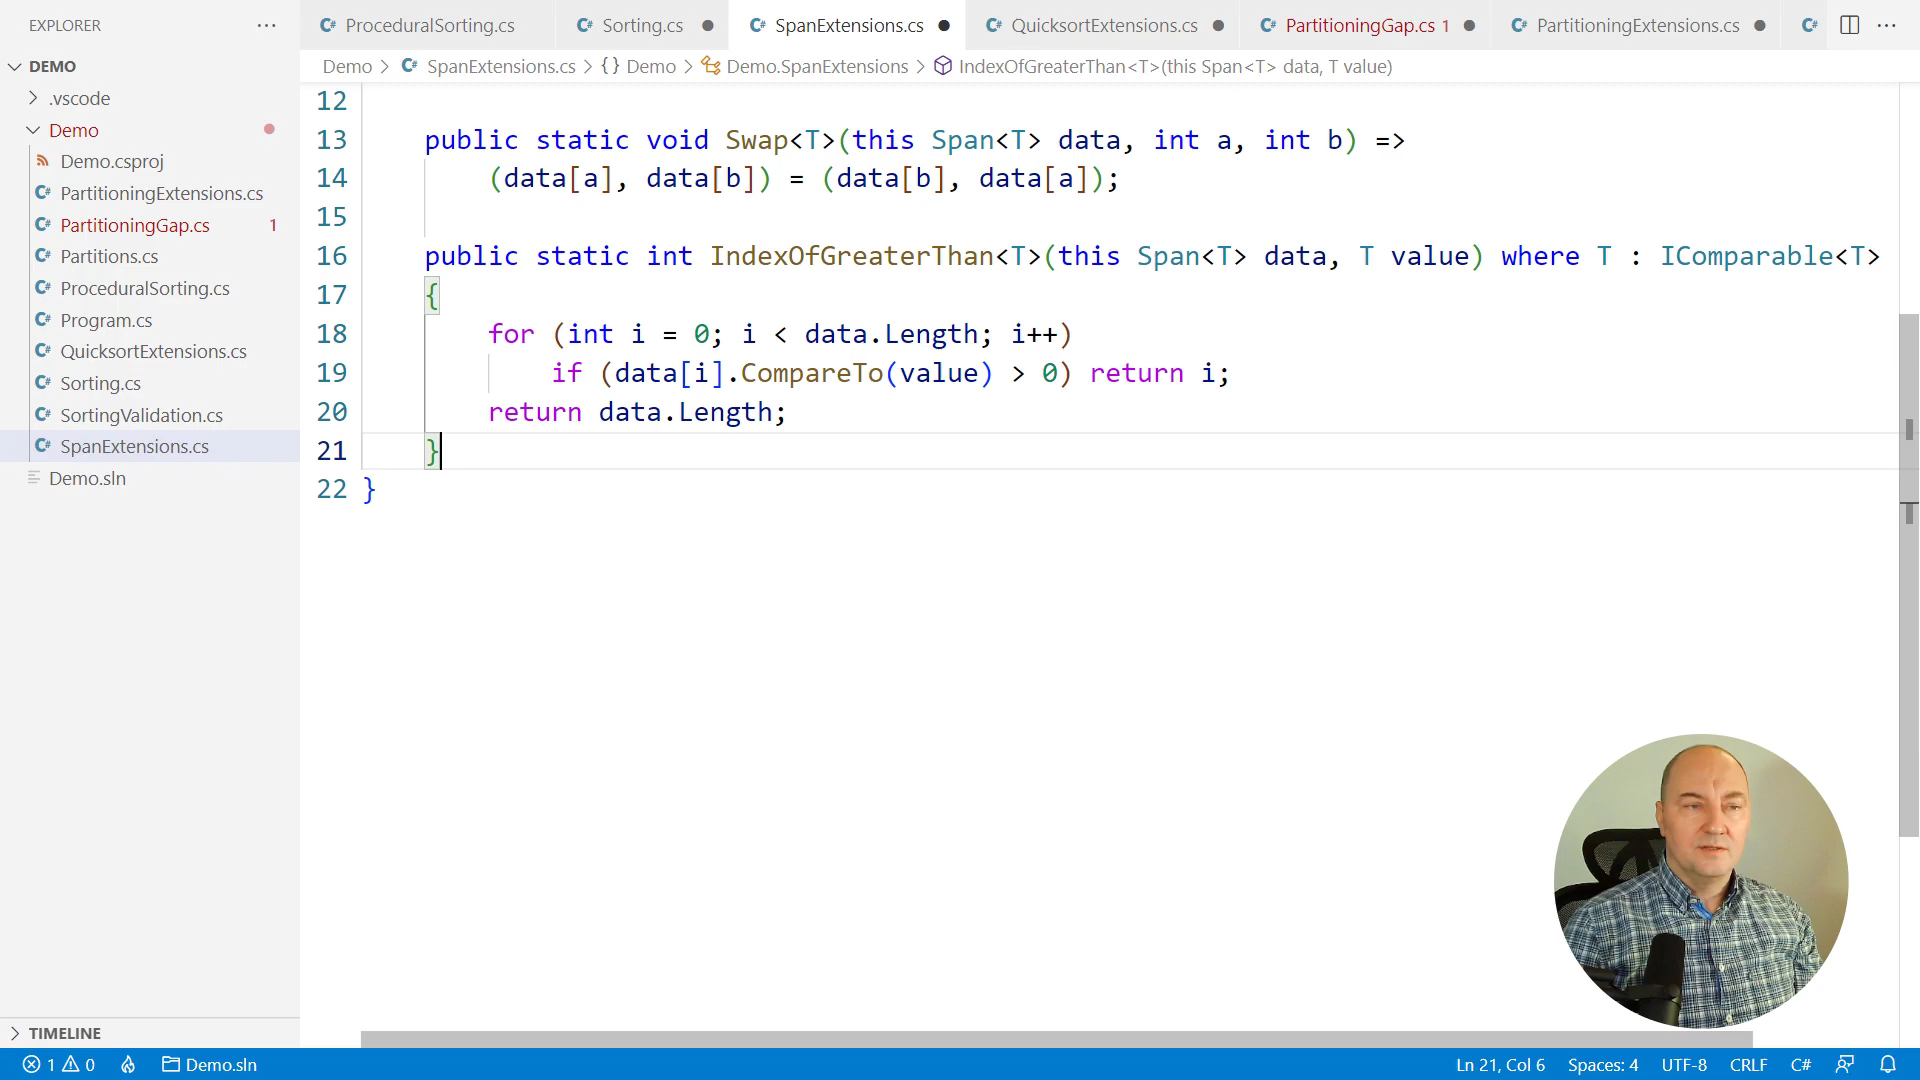 EXPLORER
DEMO
.vscode
Demo
Demo.csproj
PartitioningExtensions.cs
PartitioningGap.cs 1
Partitions.cs
ProceduralSorting.cs
Program.cs
QuicksortExtensions.cs
Sorting.cs
SortingValidation.cs
SpanExtensions.cs
Demo.sln
TIMELINE
ProceduralSorting.cs Sorting.cs SpanExtensions.cs QuicksortExtensions.cs PartitioningGap.cs 1 PartitioningExtensions.cs
Demo > SpanExtensions.cs > {} Demo > Demo.SpanExtensions > IndexOfGreaterThan<T>(this Span<T> data, T value)
12
13 public static void Swap<T>(this Span<T> data, int a, int b) =>
14 (data[a], data[b]) = (data[b], data[a]);
15
16 public static int IndexOfGreaterThan<T>(this Span<T> data, T value) where T : IComparable<T>
17 {
18 for (int i = 0; i < data.Length; i++)
19 if (data[i].CompareTo(value) > 0) return i;
20 return data.Length;
21 }
22 }
1 0 Demo.sln Ln 21, Col 6 Spaces: 4 UTF-8 CRLF C#